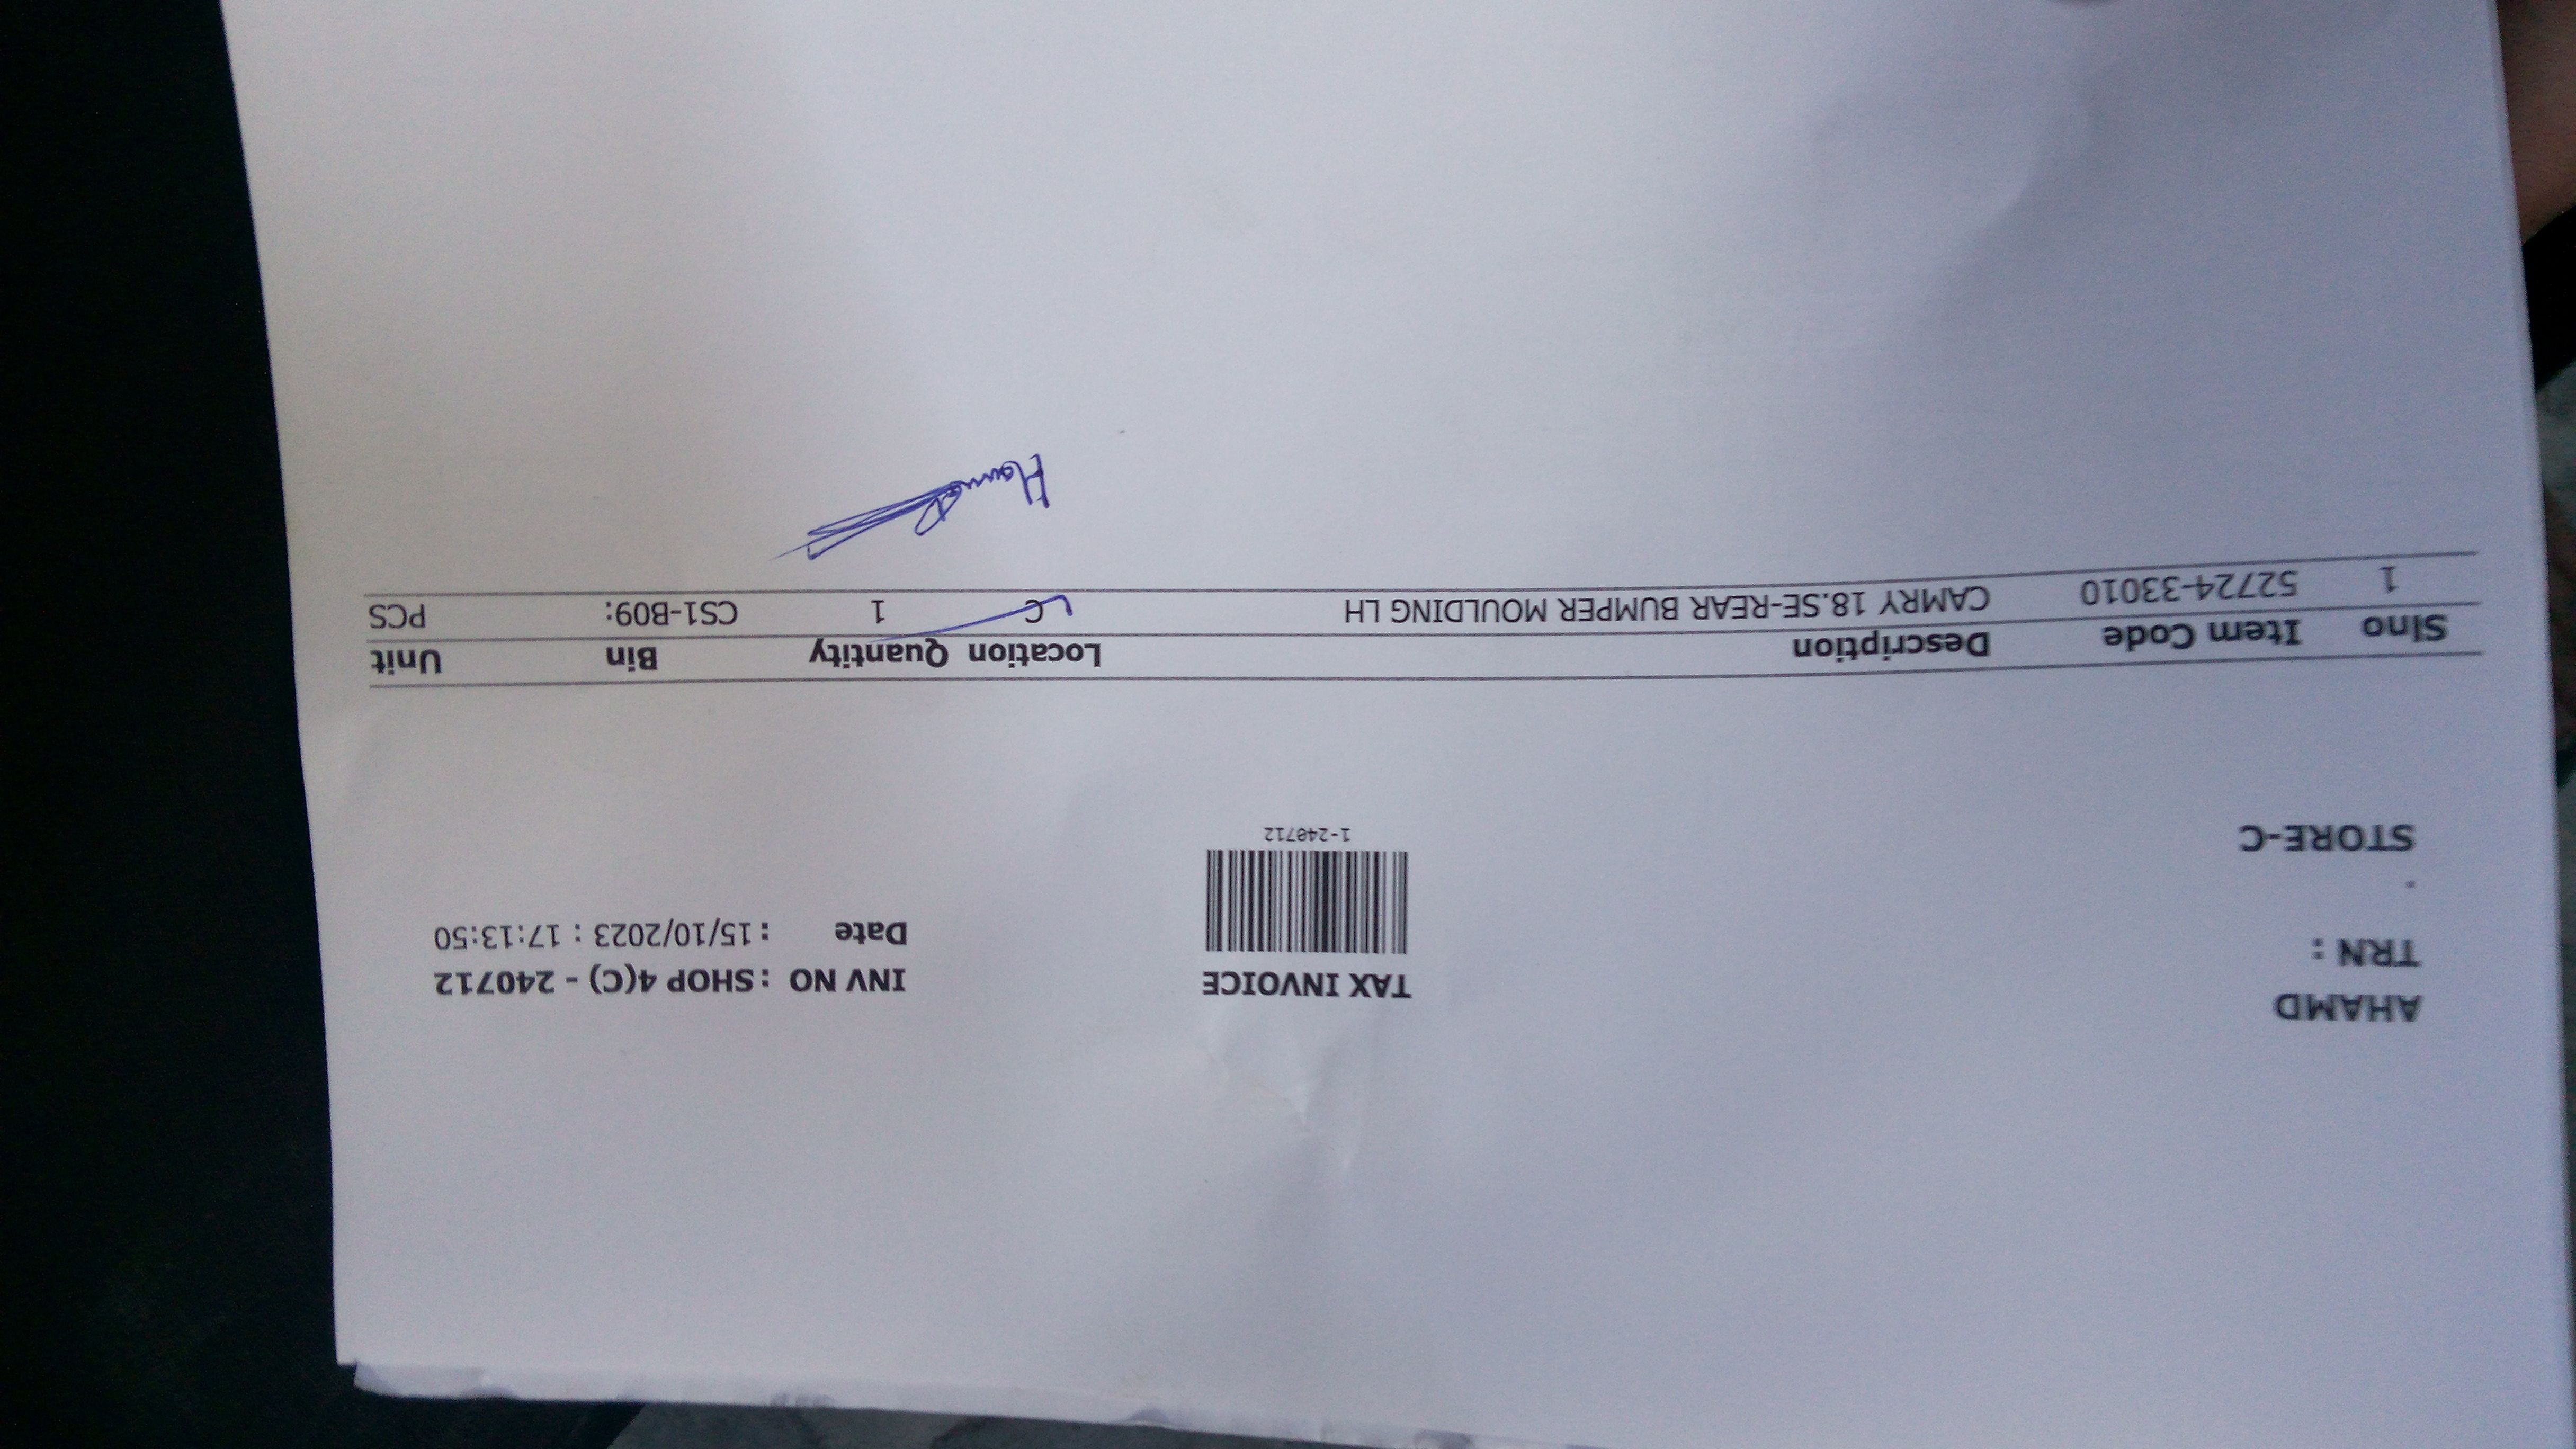 AHAMD
TRN :
.
STORE-C
TAX INVOICE
1-240712
INV NO : SHOP 4(C) - 240712
Date : 15/10/2023 : 17:13:50
Slno Item Code Description Location Quantity Bin Unit
1 52724-33010 CAMRY 18.SE-REAR BUMPER MOULDING LH C 1 CS1-B09: PCS